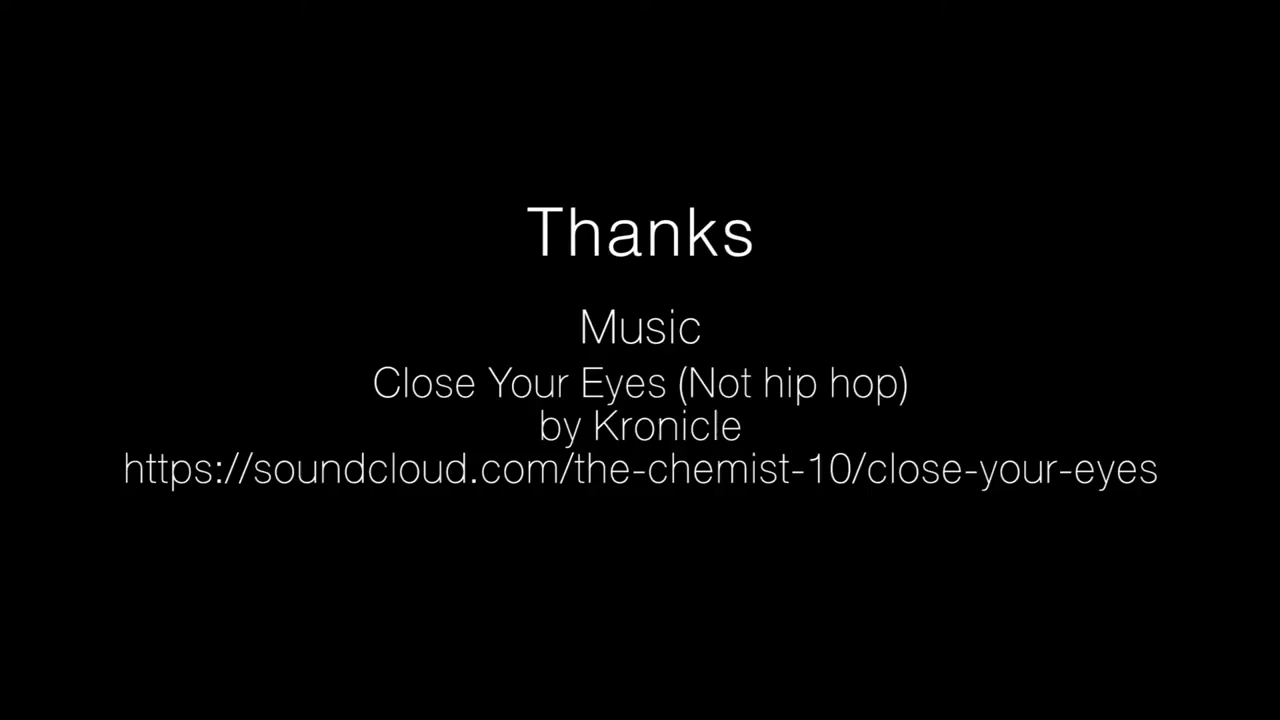 Thanks
Music
Close Your Eyes (Not hip hop)
by Kronicle
https://soundcloud.com/the-chemist-10/close-your-eyes